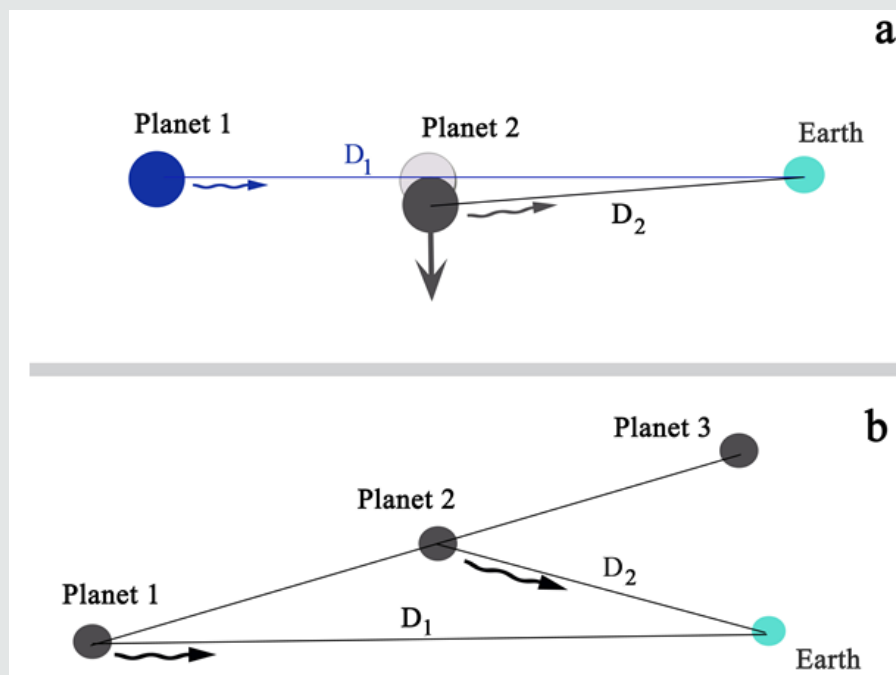 a
Planet 1
Planet 2
Earth
D1
D2
b
Planet 3
Planet 2
D2
Planet 1
D1
Earth